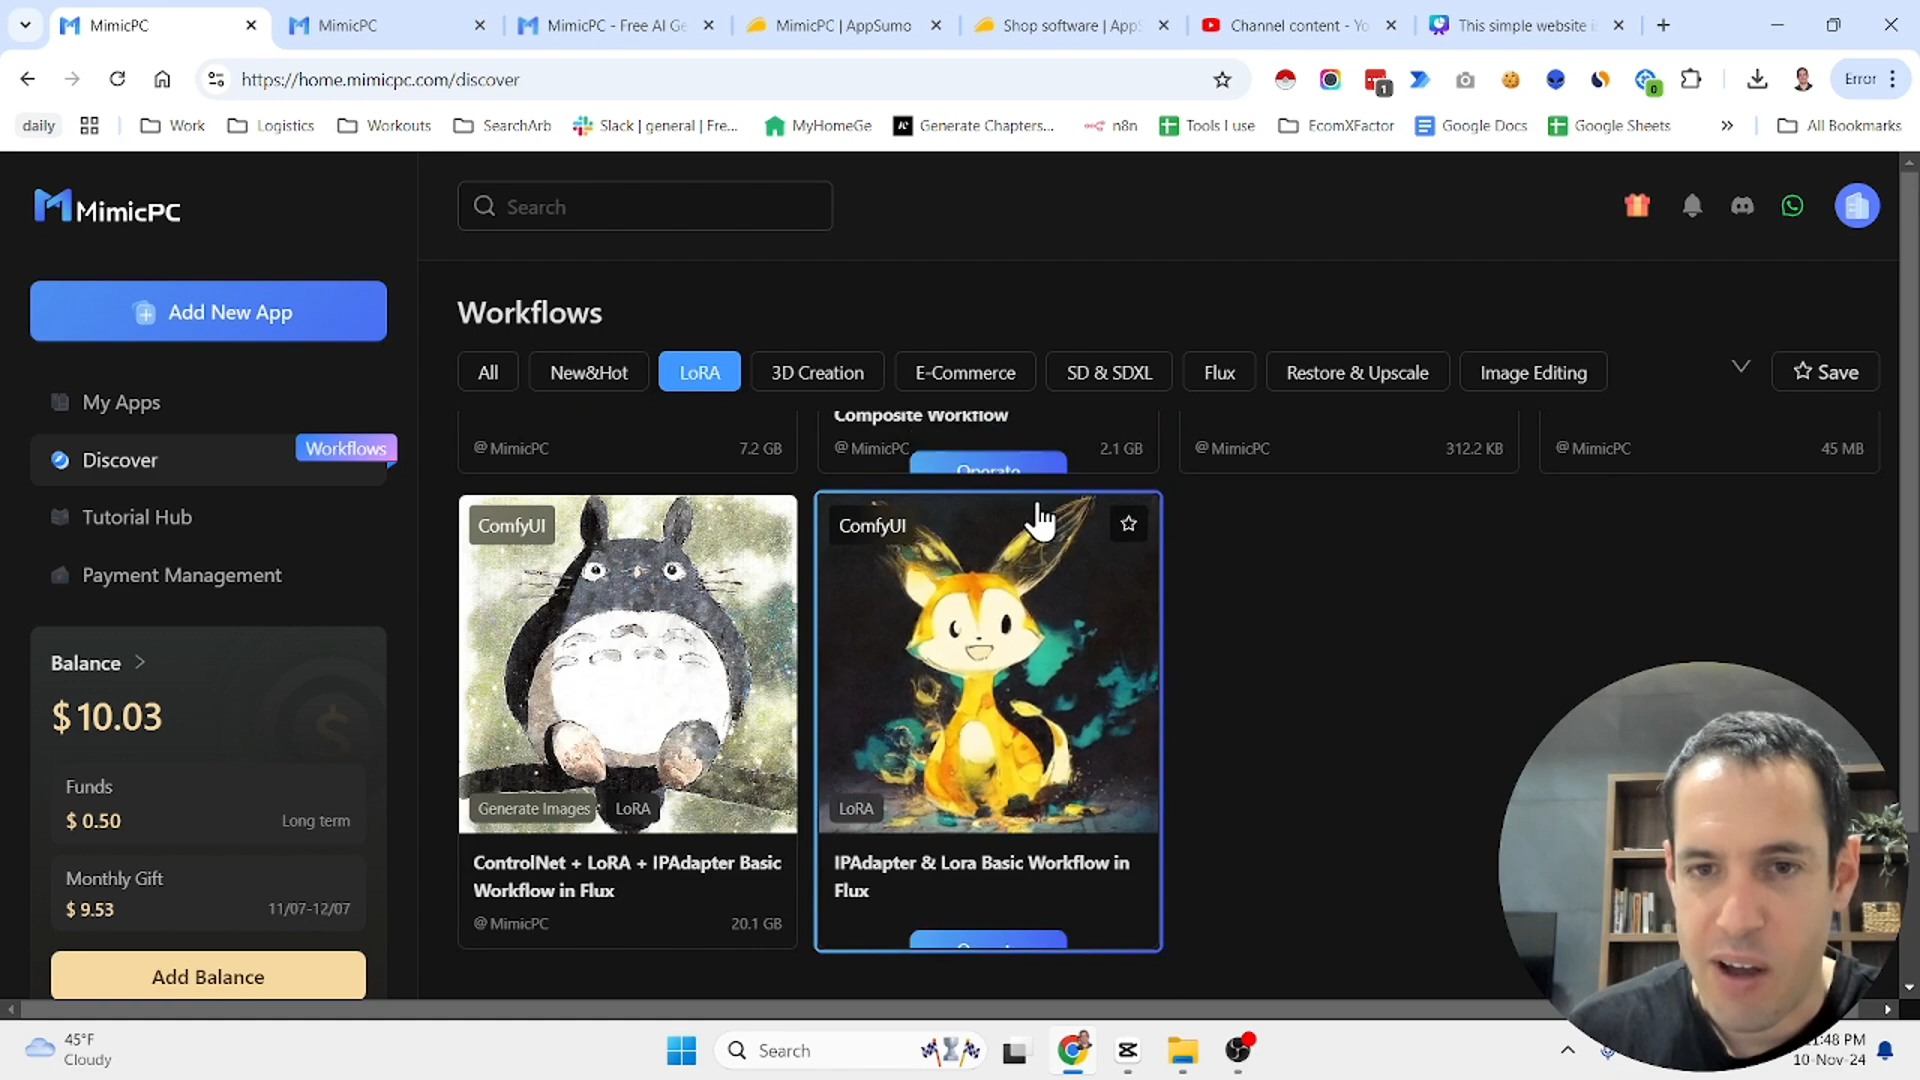 MimicPC
MimicPC
MimicPC - Free AI Ge
MimicPC | AppSumo
Shop software | AppS
Channel content - Yo
This simple website i
https://home.mimicpc.com/discover
1
0
Error
daily
Work
Logistics
Workouts
SearchArb
Slack | general | Fre...
MyHomeGe
Generate Chapters...
n8n
Tools I use
EcomXFactor
Google Docs
Google Sheets
All Bookmarks
MimicPC
Search
Add New App
My Apps
Discover
Workflows
Tutorial Hub
Payment Management
Balance
$10.03
Funds
$ 0.50
Long term
Monthly Gift
$ 9.53
11/07-12/07
Add Balance
Workflows
All
New&Hot
LoRA
3D Creation
E-Commerce
SD & SDXL
Flux
Restore & Upscale
Image Editing
Save
Composite Workflow
@MimicPC
7.2 GB
@MimicPC
2.1 GB
Operate
@MimicPC
312.2 KB
@MimicPC
45 MB
ComfyUI
Generate Images
LoRA
ControlNet + LoRA + IPAdapter Basic
Workflow in Flux
@MimicPC
20.1 GB
ComfyUI
LoRA
IPAdapter & Lora Basic Workflow in
Flux
45°F
Cloudy
Search
:48 PM
10-Nov-24